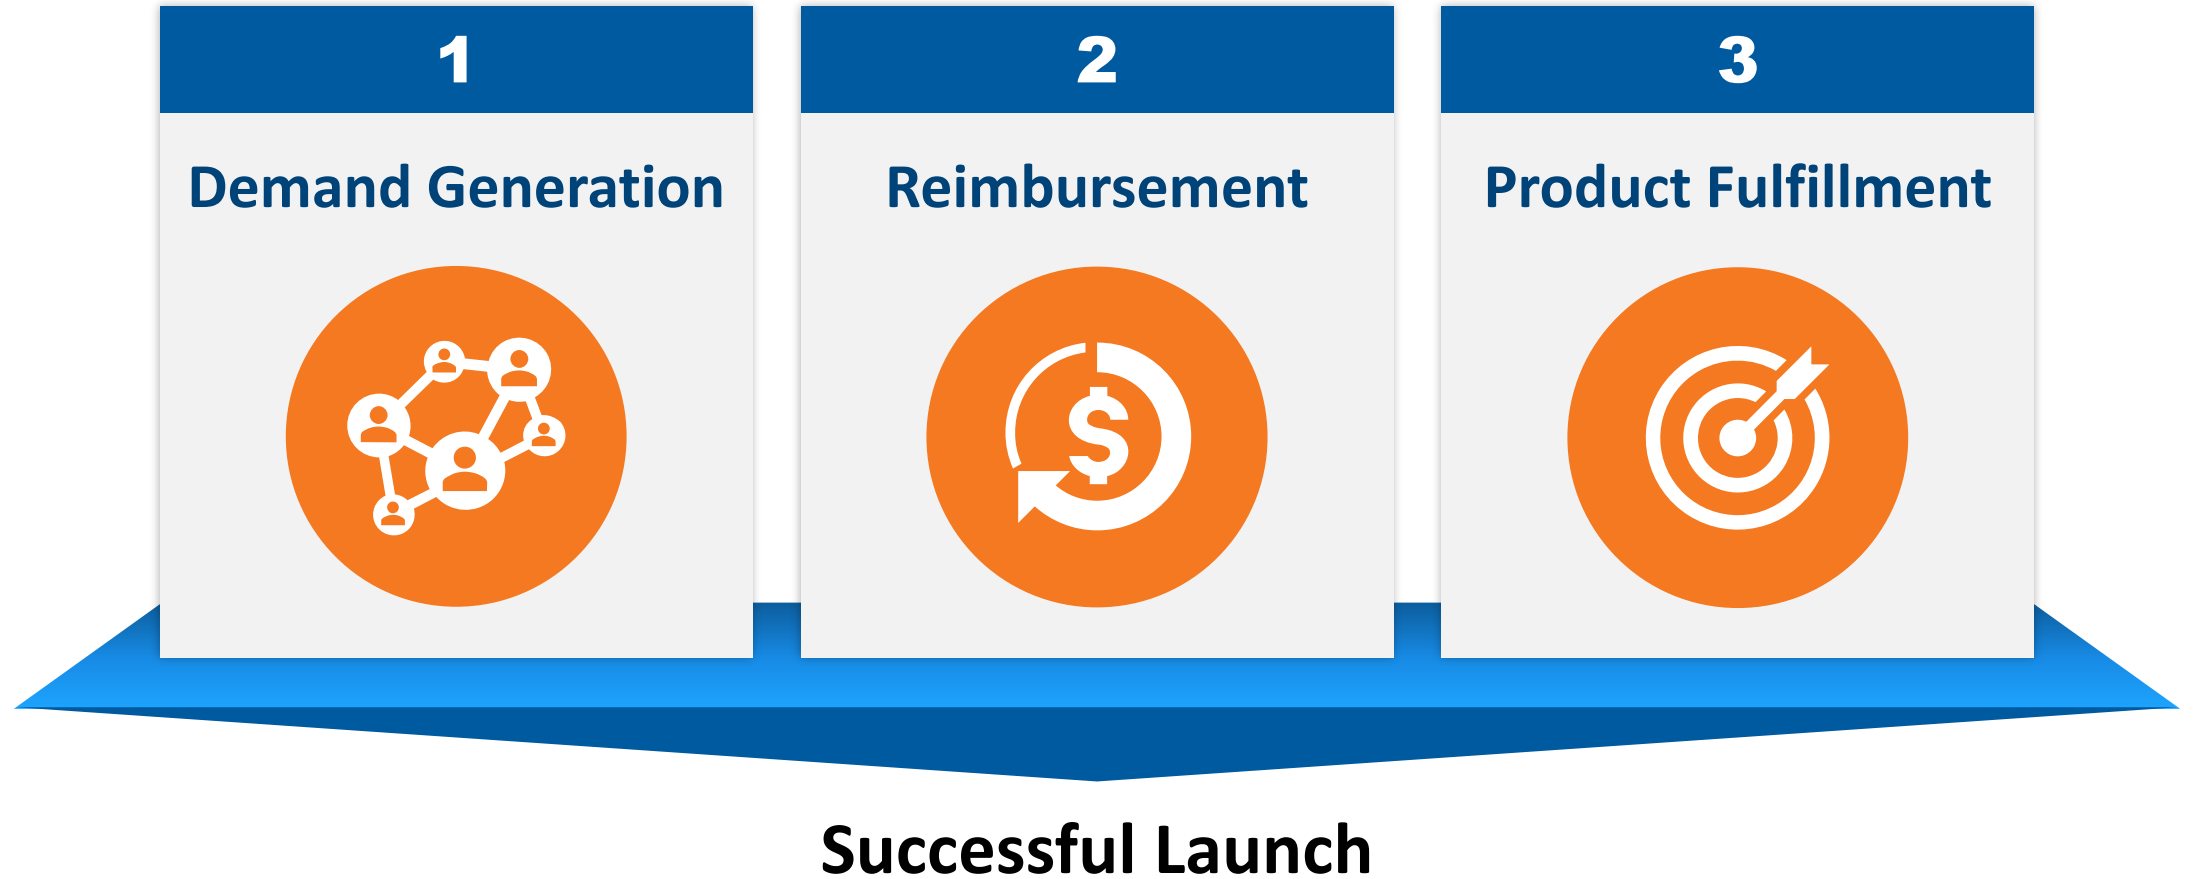 1
2
3
Demand Generation
Reimbursement
Product Fulfillment
$
Successful Launch